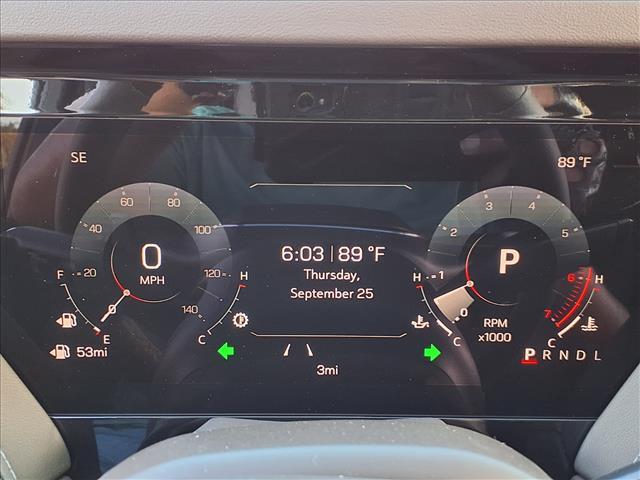 SE
89 °F
60 80
40 100
20 120
0 140
0
MPH
F
E
H
C
53mi
6:03 | 89 °F
Thursday,
September 25
3mi
H
C
3 4
2 5
1 6
0 7
P
RPM
x1000
H
C
P R N D L